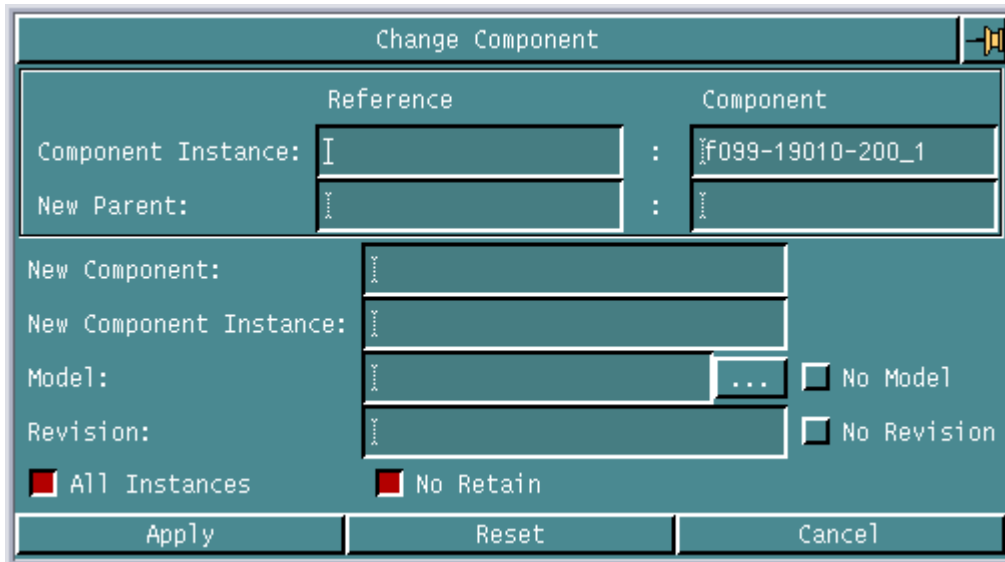 Change Component
Reference Component
Component Instance: : f099-19010-200_1
New Parent: :
New Component:
New Component Instance:
Model: ... No Model
Revision: No Revision
All Instances No Retain
Apply Reset Cancel